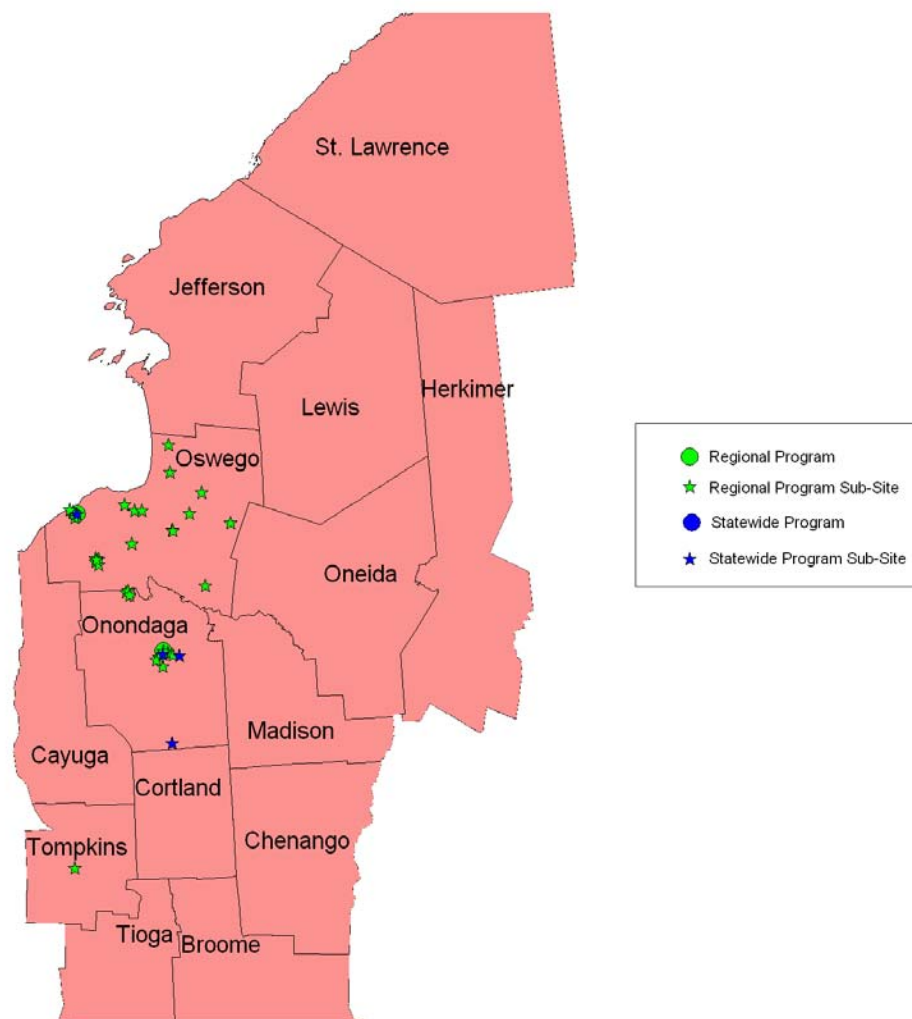 St. Lawrence
Jefferson
Herkimer
Lewis
Oswego
Regional Program
Regional Program Sub-Site
Statewide Program
Statewide Program Sub-Site
Oneida
Onondaga
Madison
Cayuga
Cortland
Chenango
Tompkins
Tioga
Broome